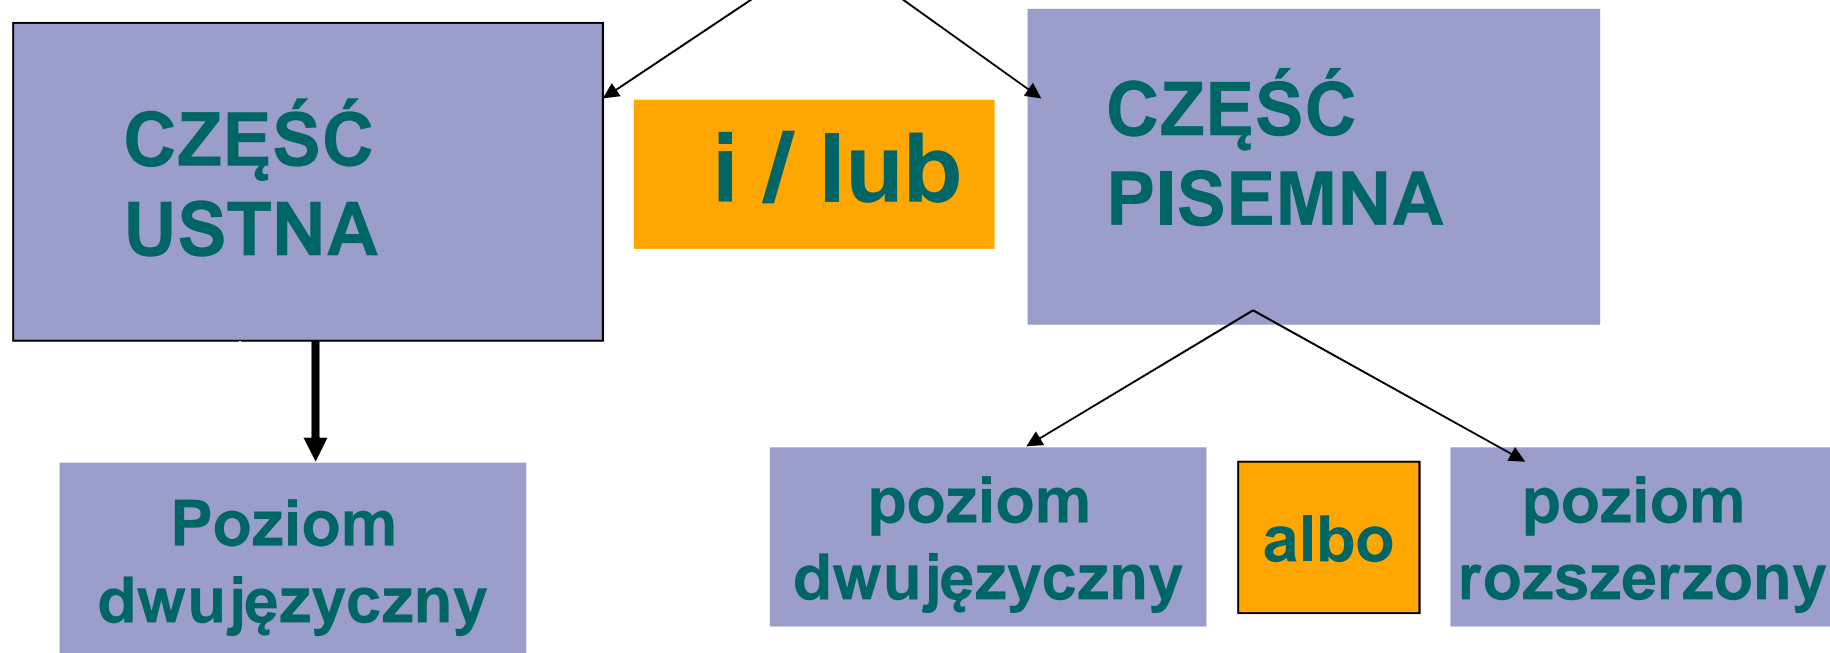 CZĘŚĆ
USTNA
i / lub
CZĘŚĆ
PISEMNA
Poziom
dwujęzyczny
poziom
dwujęzyczny
albo
poziom
rozszerzony